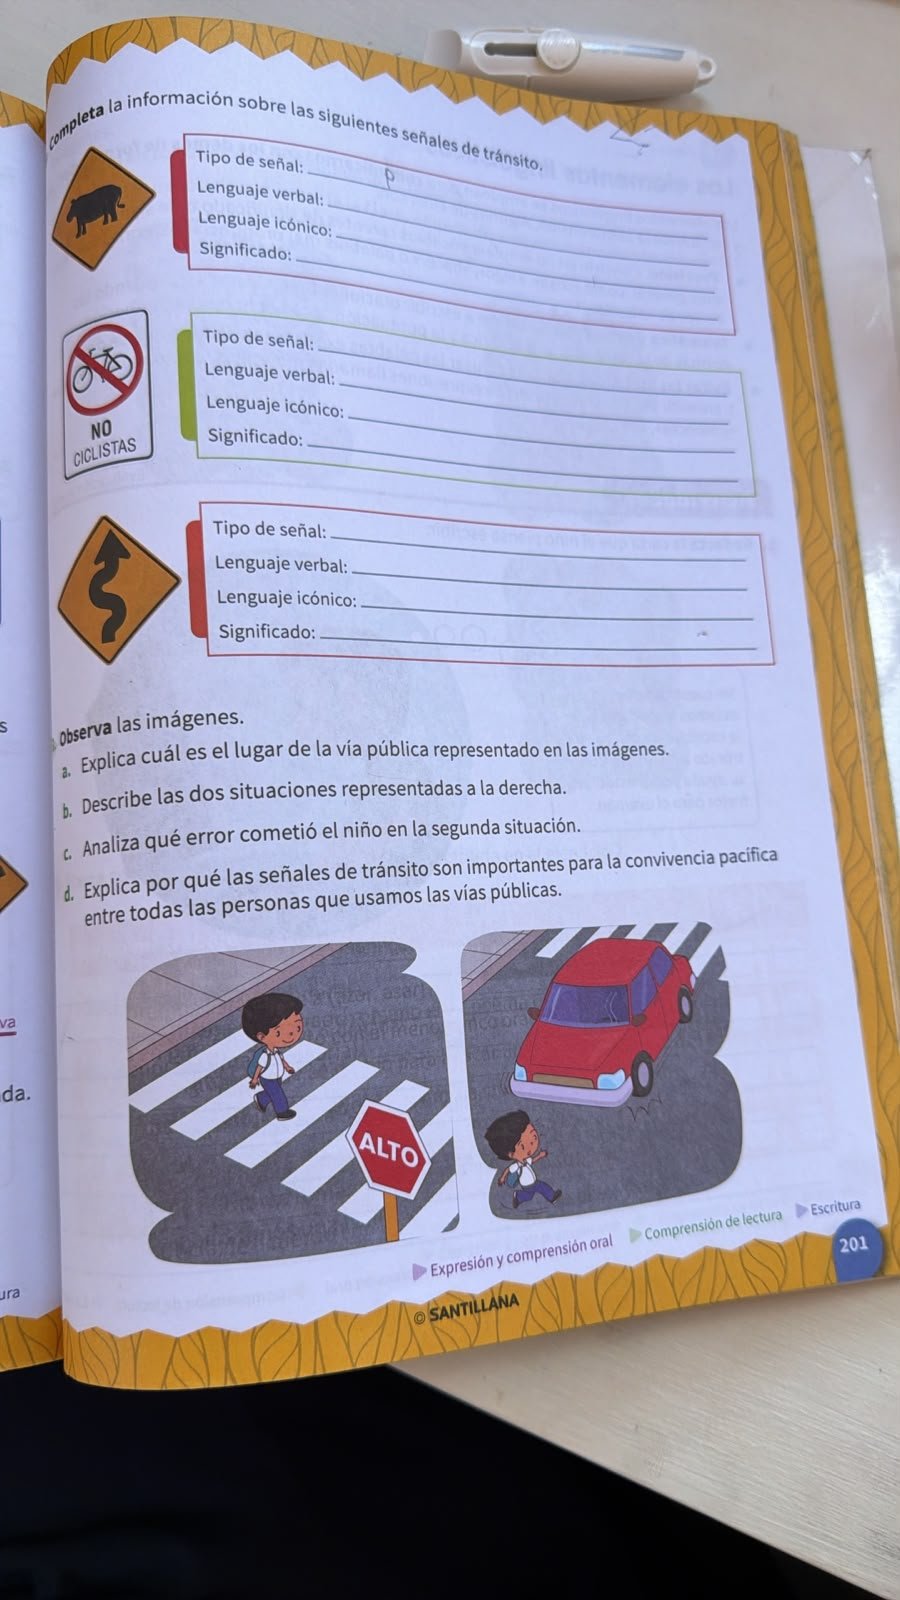 Completa la información sobre las siguientes señales de tránsito.
Tipo de señal:
Lenguaje verbal:
Lenguaje icónico:
Significado:
NO
CICLISTAS
Tipo de señal:
Lenguaje verbal:
Lenguaje icónico:
Significado:
Tipo de señal:
Lenguaje verbal:
Lenguaje icónico:
Significado:
Observa las imágenes.
a. Explica cuál es el lugar de la vía pública representado en las imágenes.
b. Describe las dos situaciones representadas a la derecha.
c. Analiza qué error cometió el niño en la segunda situación.
d. Explica por qué las señales de tránsito son importantes para la convivencia pacífica
entre todas las personas que usamos las vías públicas.
ALTO
Expresión y comprensión oral Comprensión de lectura Escritura
201
© SANTILLANA